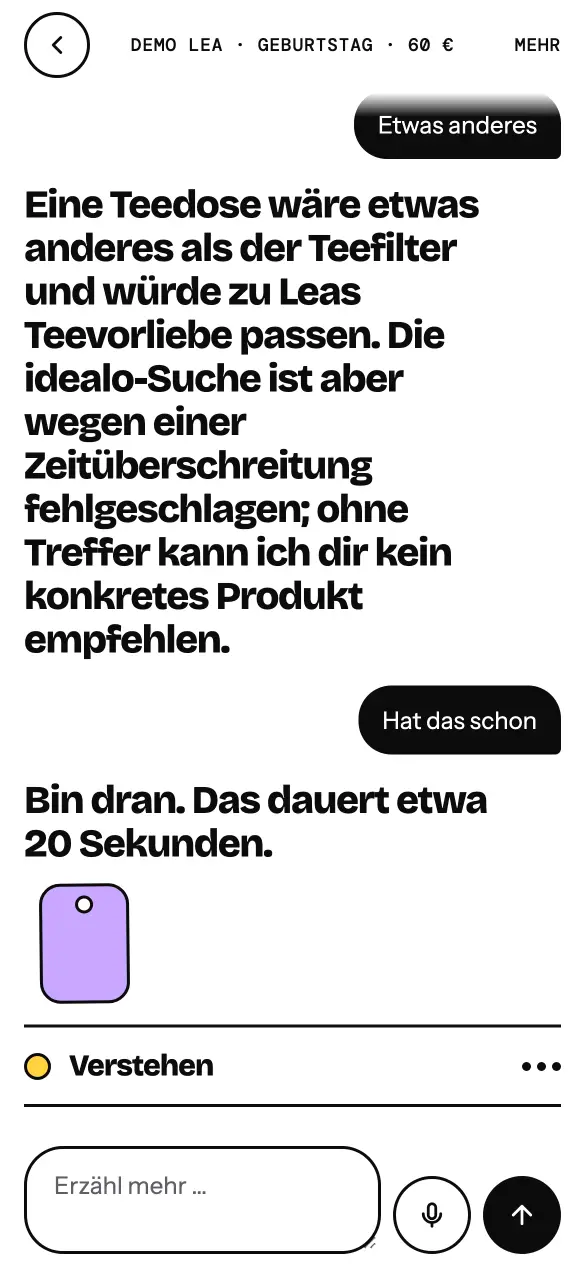 DEMO LEA · GEBURTSTAG · 60 €
MEHR
Etwas anderes
Eine Teedose wäre etwas
anderes als der Teefilter
und würde zu Leas
Teevorliebe passen. Die
idealo-Suche ist aber
wegen einer
Zeitüberschreitung
fehlgeschlagen; ohne
Treffer kann ich dir kein
konkretes Produkt
empfehlen.
Hat das schon
Bin dran. Das dauert etwa
20 Sekunden.
Verstehen
Erzähl mehr …